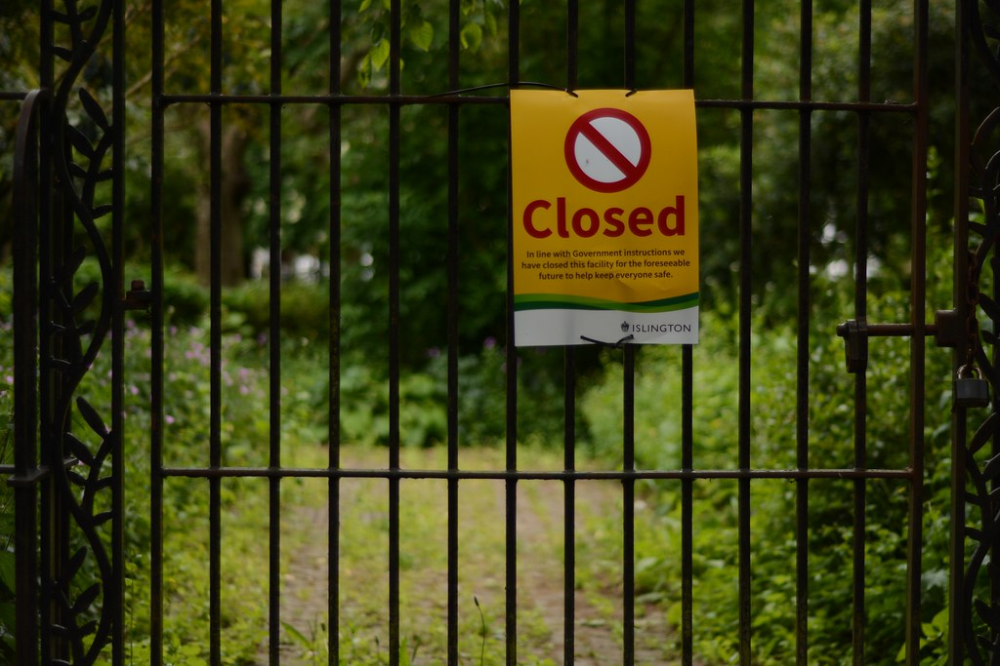 Closed
In line with Government instructions we
have closed this facility for the foreseeable
future to help keep everyone safe.
ISLINGTON